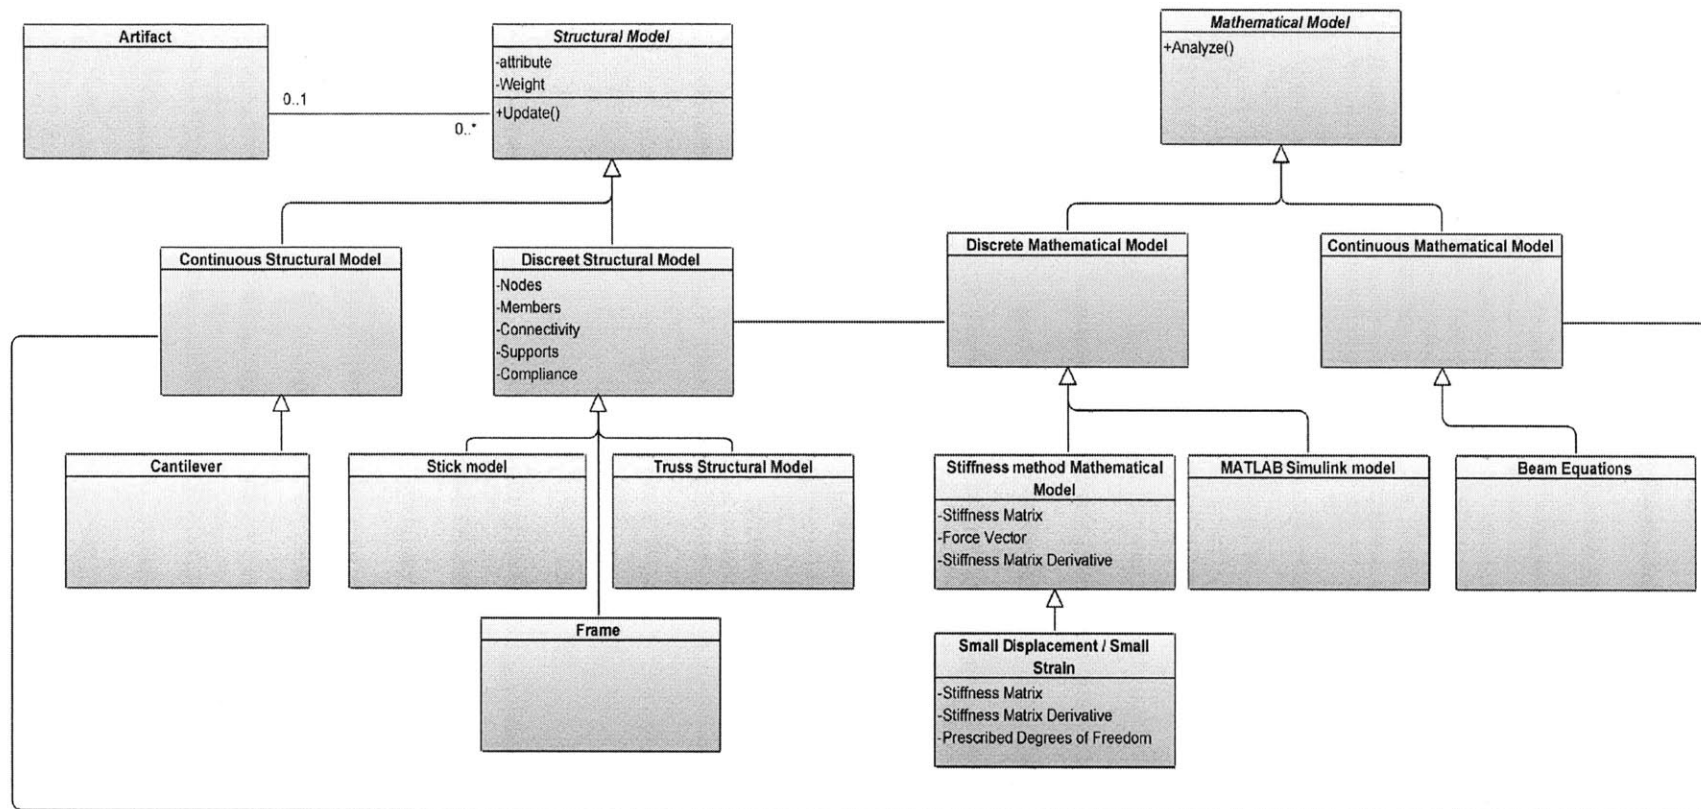 Artifact
0..1
0..*
Structural Model
-attribute
-Weight
+Update()
Mathematical Model
+Analyze()
Continuous Structural Model
Discreet Structural Model
-Nodes
-Members
-Connectivity
-Supports
-Compliance
Discrete Mathematical Model
Continuous Mathematical Model
Cantilever
Stick model
Truss Structural Model
Stiffness method Mathematical
Model
-Stiffness Matrix
-Force Vector
-Stiffness Matrix Derivative
MATLAB Simulink model
Beam Equations
Frame
Small Displacement / Small
Strain
-Stiffness Matrix
-Stiffness Matrix Derivative
-Prescribed Degrees of Freedom